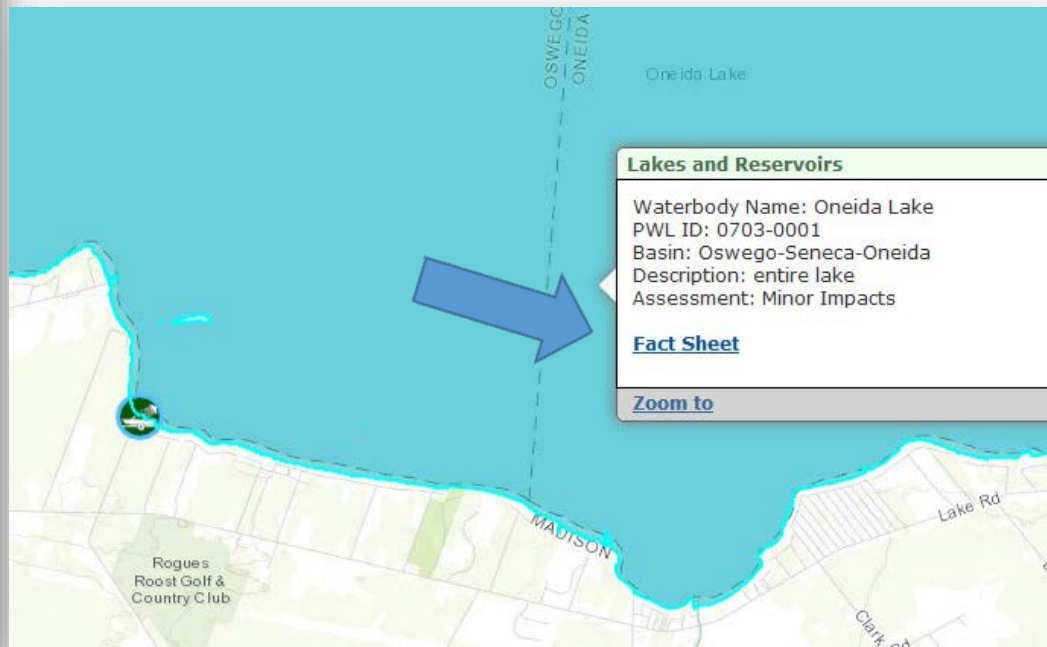 OSWEGO
ONEIDA
Oneida Lake
Lakes and Reservoirs
Waterbody Name: Oneida Lake
PWL ID: 0703-0001
Basin: Oswego-Seneca-Oneida
Description: entire lake
Assessment: Minor Impacts
Fact Sheet
Zoom to
MADISON
Lake Rd
Rogues
Roost Golf &
Country Club
Clark Rd